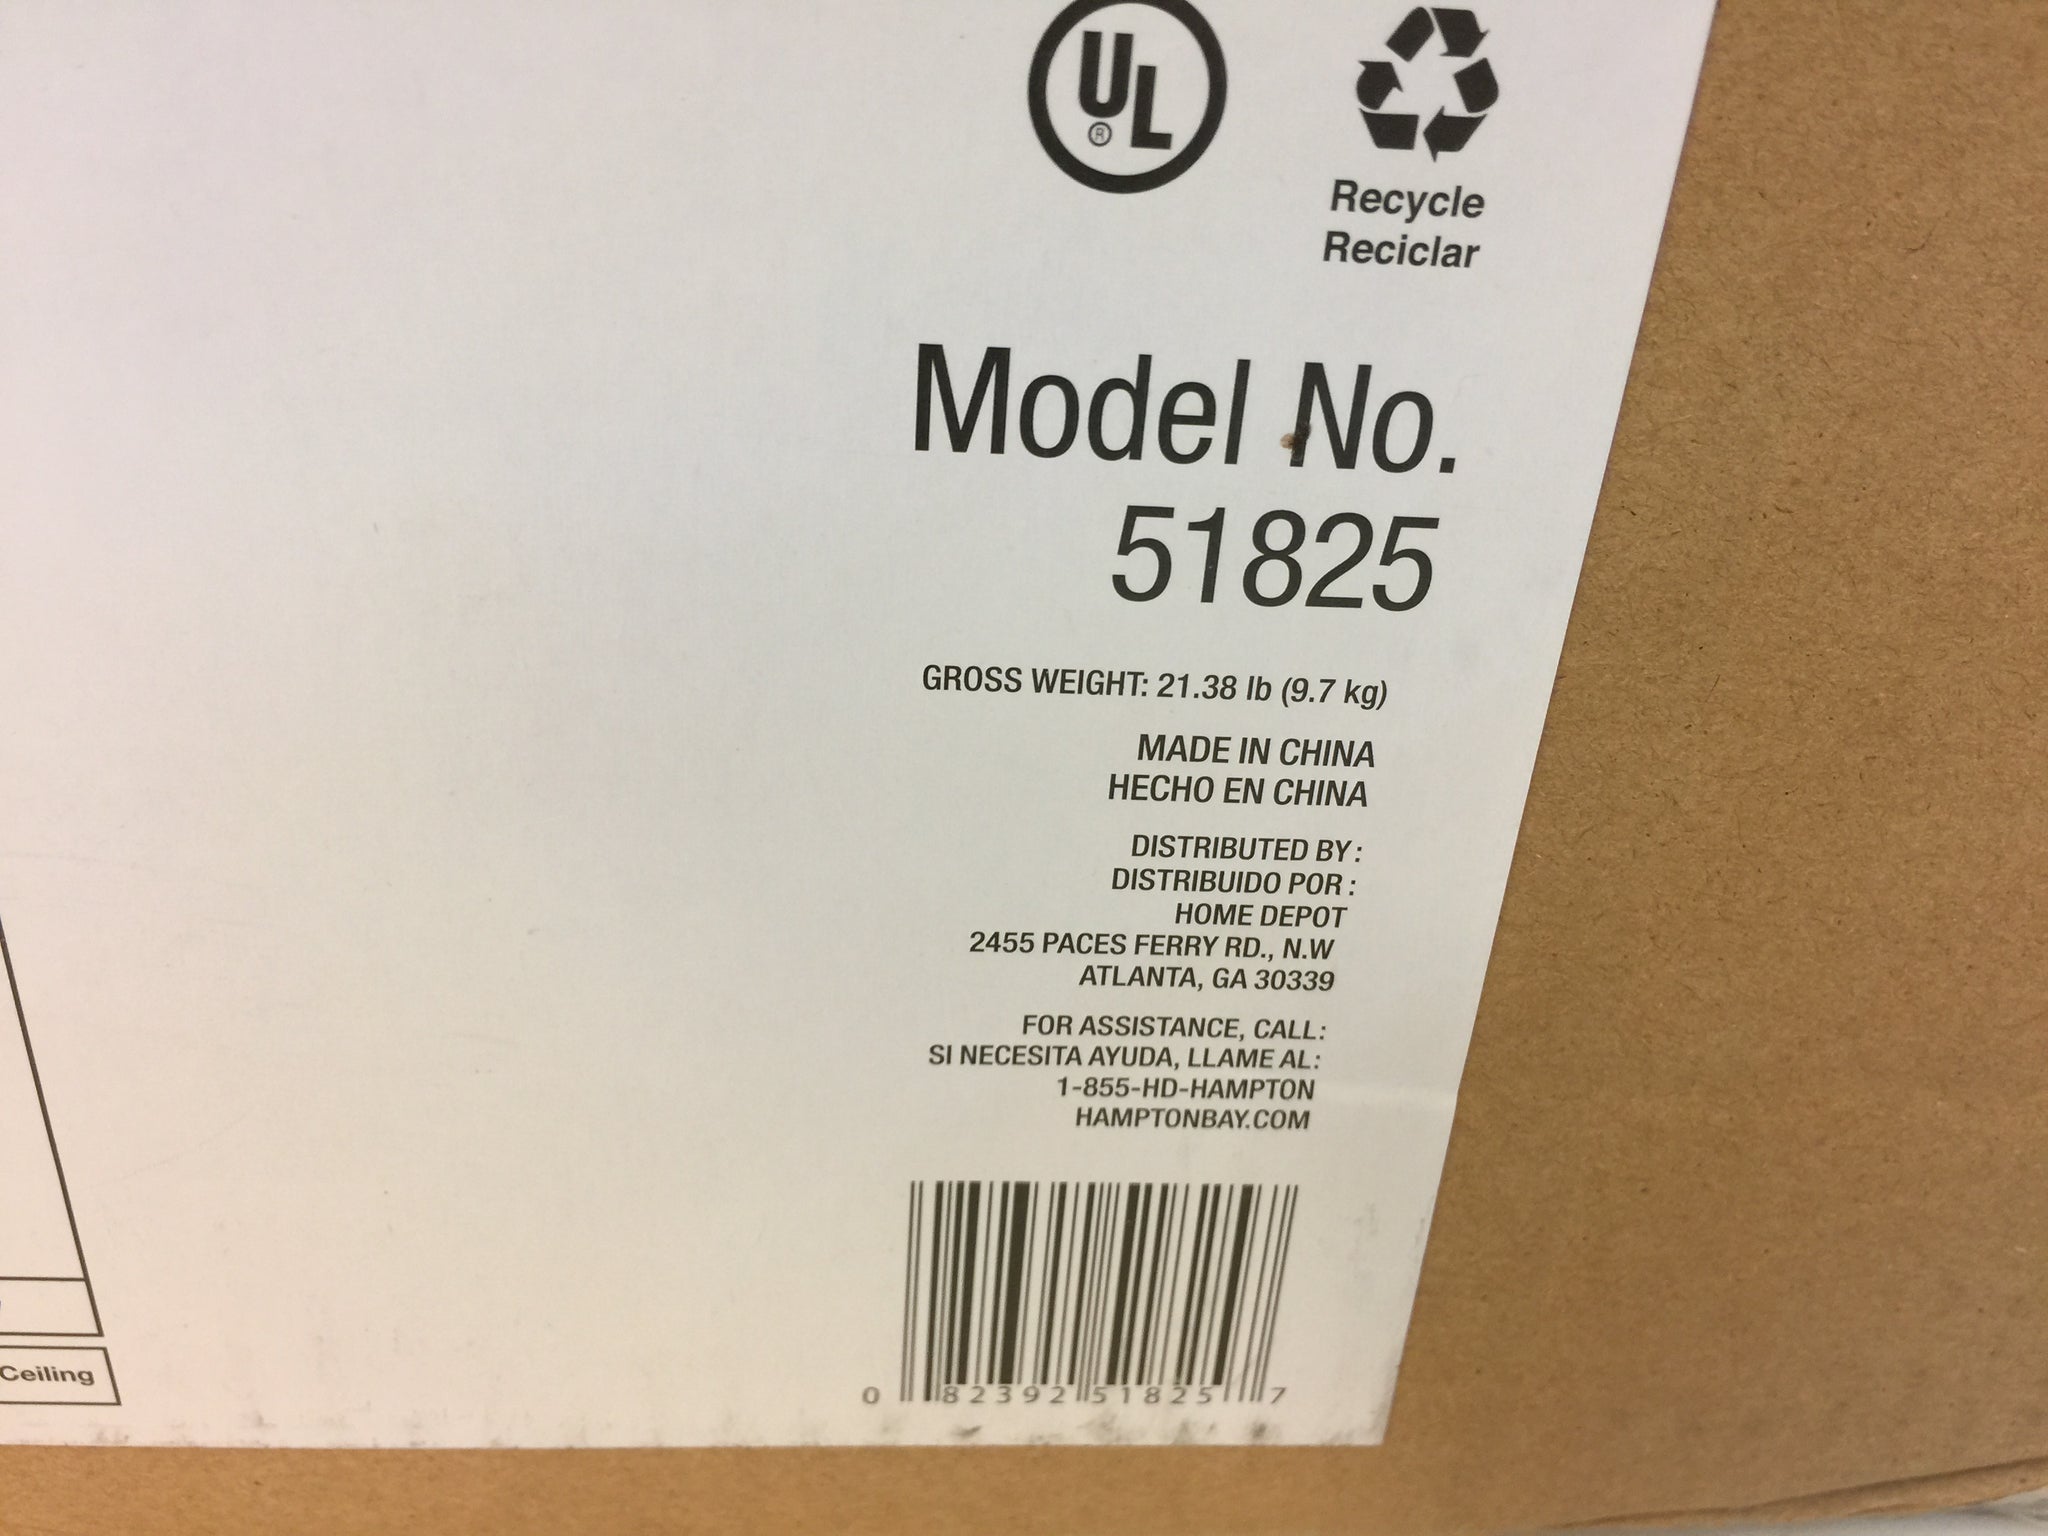 UL
®
Recycle
Reciclar
Model No.
51825
GROSS WEIGHT: 21.38 lb (9.7 kg)
MADE IN CHINA
HECHO EN CHINA
DISTRIBUTED BY:
DISTRIBUIDO POR :
HOME DEPOT
2455 PACES FERRY RD., N.W
ATLANTA, GA 30339
FOR ASSISTANCE, CALL:
SI NECESITA AYUDA, LLAME AL:
1-855-HD-HAMPTON
HAMPTONBAY.COM
0 82392 51825 7
Ceiling